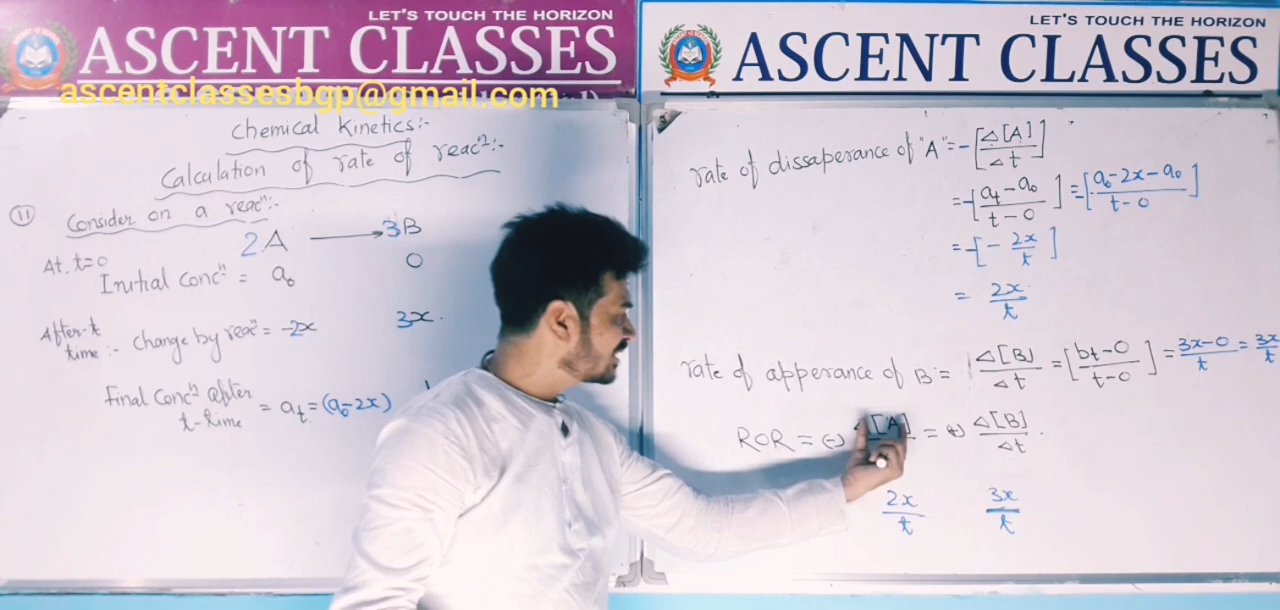 LET'S TOUCH THE HORIZON
ASCENT CLASSES
ascentclassesbgp@gmail.com
Chemical Kinetics:-
Calculation of rate of reacⁿ:-
(11) Consider on a reacⁿ:-
2A → 3B
At. t=0
Initial concⁿ = a₀ 0
After-t time:- change by reacⁿ = -2x 3x.
Final concⁿ after t-time = aₜ = (a₀-2x)
LET'S TOUCH THE HORIZON
ASCENT CLASSES
rate of dissaperance of "A" = -[Δ[A]/Δt]
= -[aₜ-a₀/t-0] = -[a₀-2x-a₀/t-0]
= -[-2x/t]
= 2x/t
rate of apperance of B = Δ[B]/Δt = [bt-0/t-0] = 3x-0/t = 3x/t
ROR = (-) [A] = (+) Δ[B]/Δt.
2x/t 3x/t